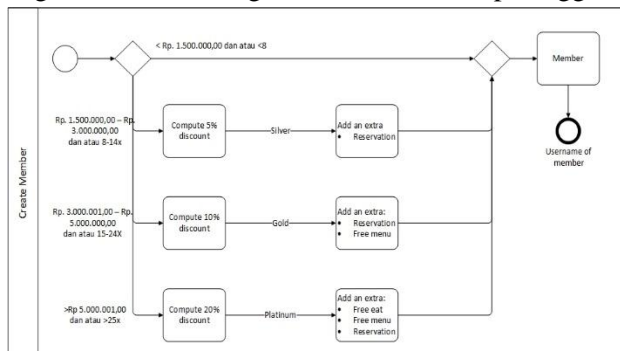 Create Member
< Rp. 1.500.000,00 dan atau <8
Member
Username of
member
Rp. 1.500.000,00 – Rp.
3.000.000,00
dan atau 8-14x
Compute 5%
discount
Silver
Add an extra
• Reservation
Rp. 3.000.001,00 – Rp.
5.000.000,00
dan atau 15-24X
Compute 10%
discount
Gold
Add an extra:
• Reservation
• Free menu
>Rp 5.000.001,00
dan atau >25x
Compute 20%
discount
Platinum
Add an extra:
• Free eat
• Free menu
• Reservation